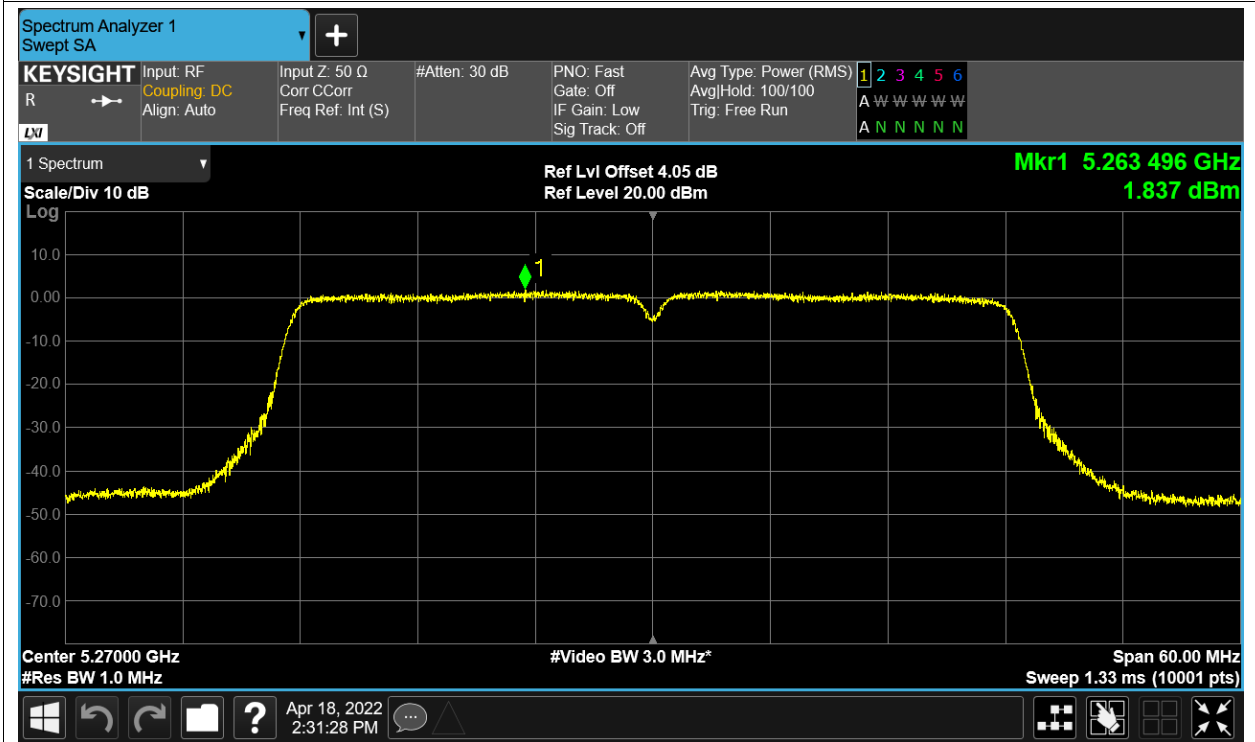 Spectrum Analyzer 1
Swept SA
+
KEYSIGHT
R
LXI
Input: RF
Coupling: DC
Align: Auto
Input Z: 50 Ω
Corr CCorr
Freq Ref: Int (S)
#Atten: 30 dB
PNO: Fast
Gate: Off
IF Gain: Low
Sig Track: Off
Avg Type: Power (RMS)
Avg|Hold: 100/100
Trig: Free Run
1 2 3 4 5 6
A W W W W W
A N N N N N
1 Spectrum
Scale/Div 10 dB
Log
Ref Lvl Offset 4.05 dB
Ref Level 20.00 dBm
Mkr1 5.263 496 GHz
1.837 dBm
1
10.0
0.00
-10.0
-20.0
-30.0
-40.0
-50.0
-60.0
-70.0
Center 5.27000 GHz
#Res BW 1.0 MHz
#Video BW 3.0 MHz*
Span 60.00 MHz
Sweep 1.33 ms (10001 pts)
?
Apr 18, 2022
2:31:28 PM